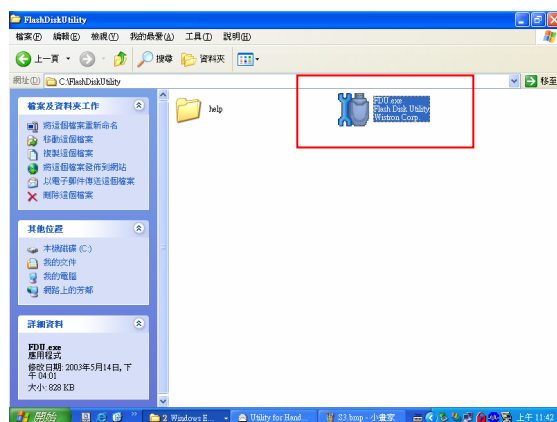 FlashDiskUtility
檔案(F) 編輯(E) 檢視(V) 我的最愛(A) 工具(T) 說明(H)
上一頁 搜尋 資料夾
網址(D) C:\FlashDiskUtility 移至
檔案及資料夾工作
將這個檔案重新命名
移動這個檔案
複製這個檔案
將這個檔案發佈到網站
以電子郵件傳送這個檔案
刪除這個檔案
其他位置
本機磁碟 (C:)
我的文件
我的電腦
網路上的芳鄰
詳細資料
FDU.exe
應用程式
修改日期: 2003年5月14日, 下
午 04:01
大小: 828 KB
help
FDU.exe
Flash Disk Utility
Wistron Corp
開始 2 Windows E... Utility for Hand... S3.bmp - 小畫家 上午 11:42